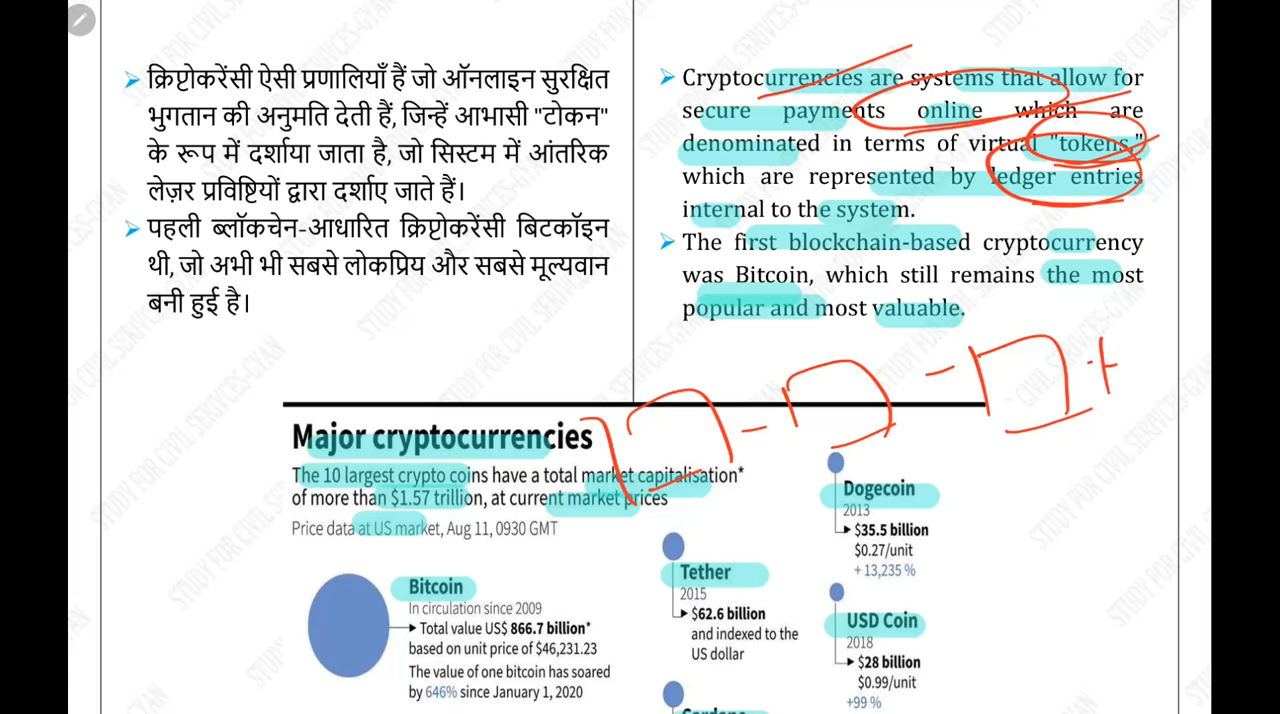 क्रिप्टोकरेंसी ऐसी प्रणालियाँ हैं जो ऑनलाइन सुरक्षित
भुगतान की अनुमति देती हैं, जिन्हें आभासी "टोकन"
के रूप में दर्शाया जाता है, जो सिस्टम में आंतरिक
लेज़र प्रविष्टियों द्वारा दर्शाए जाते हैं।
पहली ब्लॉकचेन-आधारित क्रिप्टोकरेंसी बिटकॉइन
थी, जो अभी भी सबसे लोकप्रिय और सबसे मूल्यवान
बनी हुई है।
Cryptocurrencies are systems that allow for
secure payments online which are
denominated in terms of virtual "tokens,"
which are represented by ledger entries
internal to the system.
The first blockchain-based cryptocurrency
was Bitcoin, which still remains the most
popular and most valuable.
Major cryptocurrencies
The 10 largest crypto coins have a total market capitalisation*
of more than $1.57 trillion, at current market prices
Price data at US market, Aug 11, 0930 GMT
Bitcoin
In circulation since 2009
Total value US$ 866.7 billion*
based on unit price of $46,231.23
The value of one bitcoin has soared
by 646% since January 1, 2020
Tether
2015
$62.6 billion
and indexed to the
US dollar
Dogecoin
2013
$35.5 billion
$0.27/unit
+ 13,235 %
USD Coin
2018
$28 billion
$0.99/unit
+99 %
STUDY FOR CIVIL SERVICES-GYAN